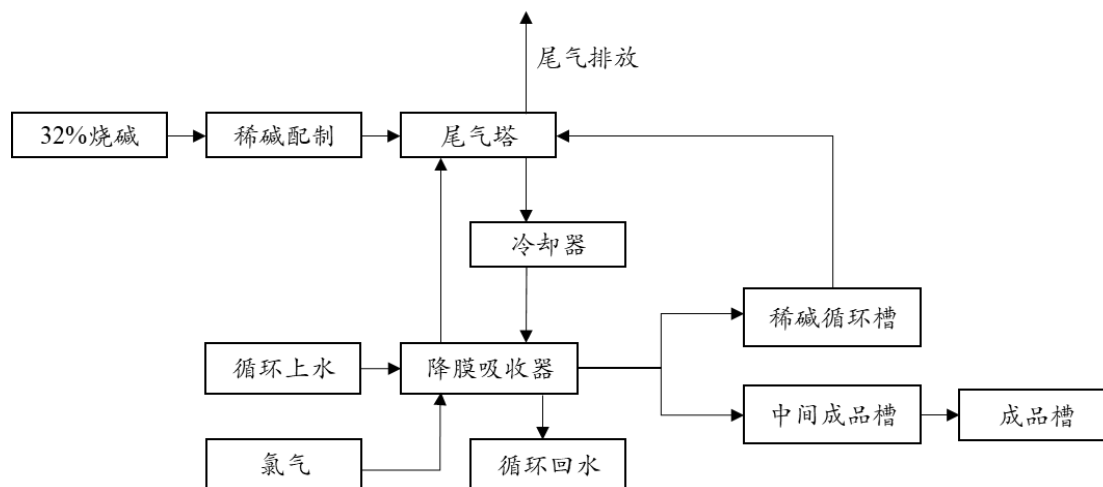 尾气排放
32%烧碱
稀碱配制
尾气塔
冷却器
稀碱循环槽
循环上水
降膜吸收器
中间成品槽
成品槽
氯气
循环回水